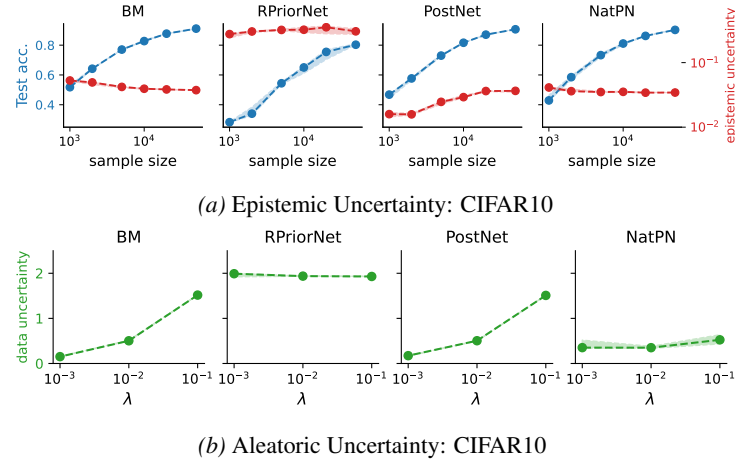 BM RPriorNet PostNet NatPN
Test acc.
0.8
0.6
0.4
epistemic uncertainty
10⁻¹
10⁻²
10³ 10⁴ 10³ 10⁴ 10³ 10⁴ 10³ 10⁴
sample size sample size sample size sample size
(a) Epistemic Uncertainty: CIFAR10
BM RPriorNet PostNet NatPN
data uncertainty
2
1
0
10⁻³ 10⁻² 10⁻¹ 10⁻³ 10⁻² 10⁻¹ 10⁻³ 10⁻² 10⁻¹ 10⁻³ 10⁻² 10⁻¹
λ λ λ λ
(b) Aleatoric Uncertainty: CIFAR10